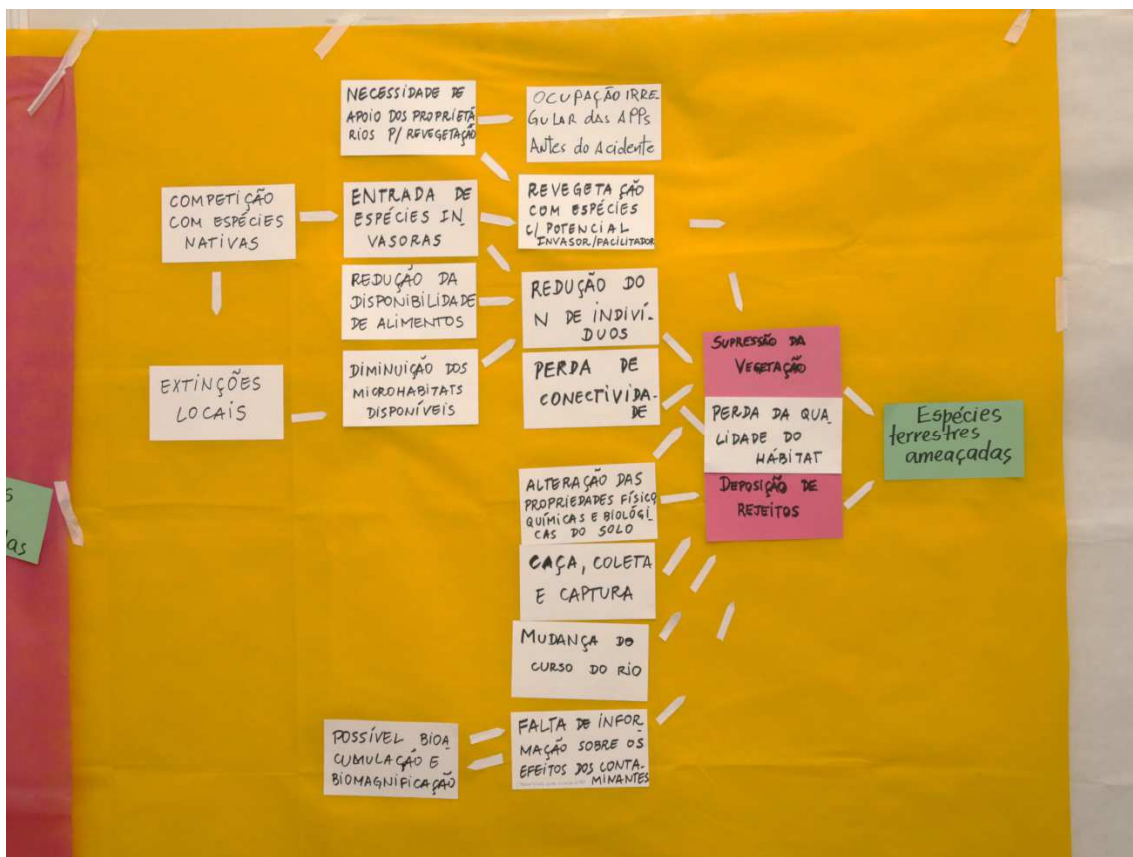 NECESSIDADE DE
APOIO DOS PROPRIETÁ
RIOS P/ REVEGETAÇÃO
OCUPAÇÃO IRRE-
GULAR DAS APPs
Antes do Acidente
COMPETIÇÃO
COM ESPÉCIES
NATIVAS
ENTRADA DE
ESPÉCIES IN
VASORAS
REVEGETAÇÃO
COM ESPÉCIES
C/ POTENCIAL
INVASOR/FACILITADOR
REDUÇÃO DA
DISPONIBILIDADE
DE ALIMENTOS
REDUÇÃO DO
N DE INDIVÍ-
DUOS
EXTINÇÕES
LOCAIS
DIMINUIÇÃO DOS
MICROHABITATS
DISPONÍVEIS
PERDA DE
CONECTIVIDA-
DE
SUPRESSÃO DA
VEGETAÇÃO
PERDA DA QUA
LIDADE DO
HÁBITAT
DEPOSIÇÃO DE
REJEITOS
Espécies
terrestres
ameaçadas
ALTERAÇÃO DAS
PROPRIEDADES FÍSICO
QUÍMICAS E BIOLÓGI
CAS DO SOLO
CAÇA, COLETA
E CAPTURA
MUDANÇA DO
CURSO DO RIO
POSSÍVEL BIOA
CUMULAÇÃO E
BIOMAGNIFICAÇÃO
FALTA DE INFOR
MAÇÃO SOBRE OS
EFEITOS DOS CONTA-
MINANTES
s
as